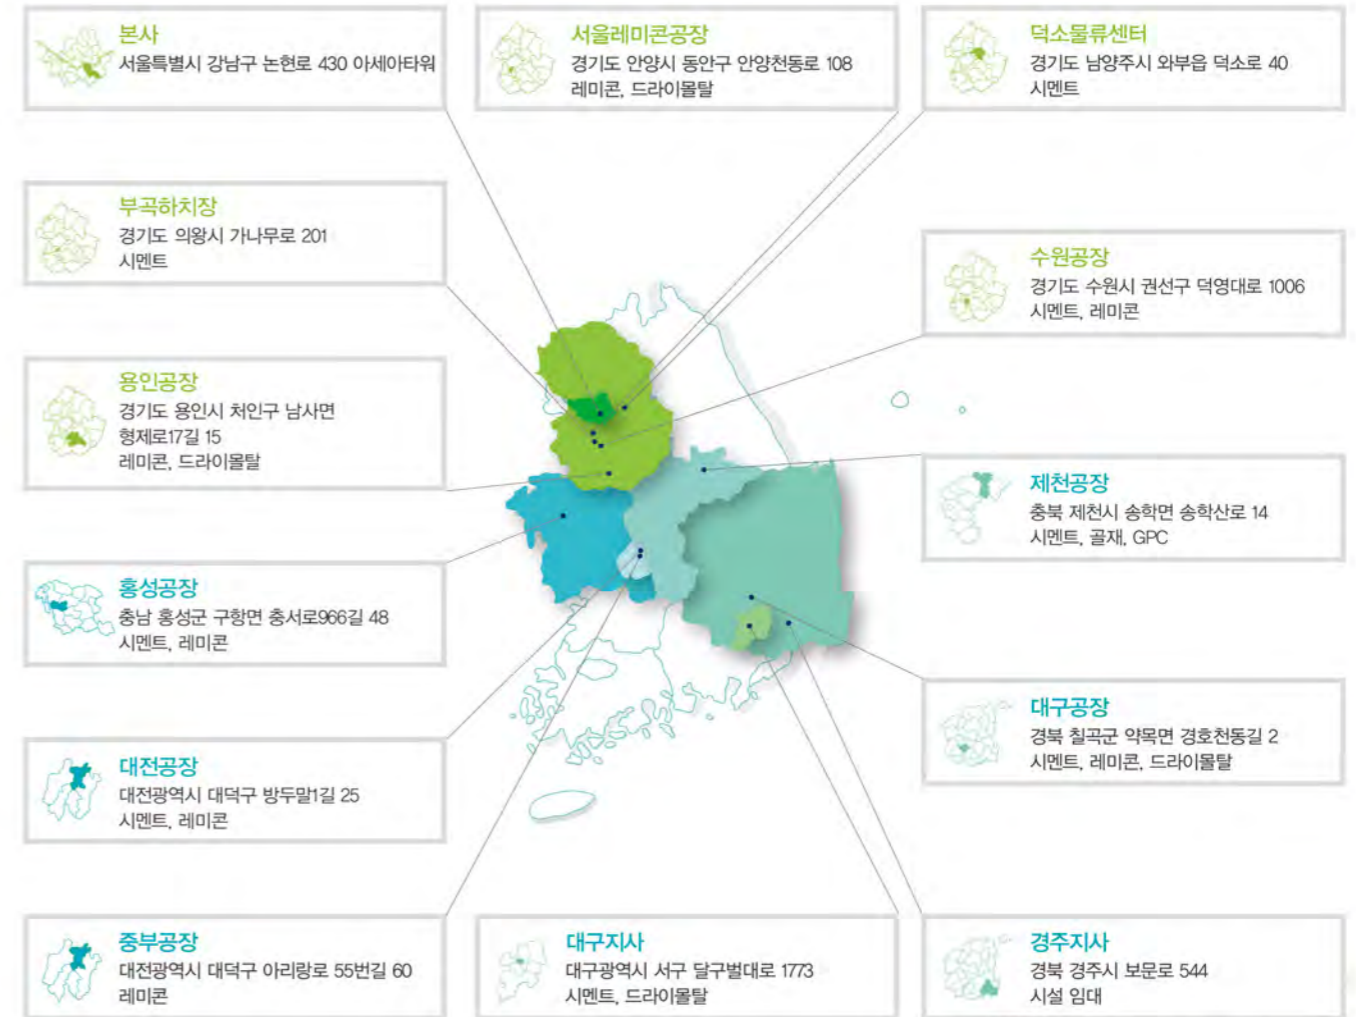 본사
서울특별시 강남구 논현로 430 아세아타워
서울레미콘공장
경기도 안양시 동안구 안양천동로 108
레미콘, 드라이몰탈
덕소물류센터
경기도 남양주시 와부읍 덕소로 40
시멘트
부곡하치장
경기도 의왕시 가나무로 201
시멘트
수원공장
경기도 수원시 권선구 덕영대로 1006
시멘트, 레미콘
용인공장
경기도 용인시 처인구 남사면
형제로17길 15
레미콘, 드라이몰탈
제천공장
충북 제천시 송학면 송학산로 14
시멘트, 골재, GPC
홍성공장
충남 홍성군 구항면 충서로966길 48
시멘트, 레미콘
대구공장
경북 칠곡군 약목면 경호천동길 2
시멘트, 레미콘, 드라이몰탈
대전공장
대전광역시 대덕구 방두말1길 25
시멘트, 레미콘
중부공장
대전광역시 대덕구 아리랑로 55번길 60
레미콘
대구지사
대구광역시 서구 달구벌대로 1773
시멘트, 드라이몰탈
경주지사
경북 경주시 보문로 544
시설 임대